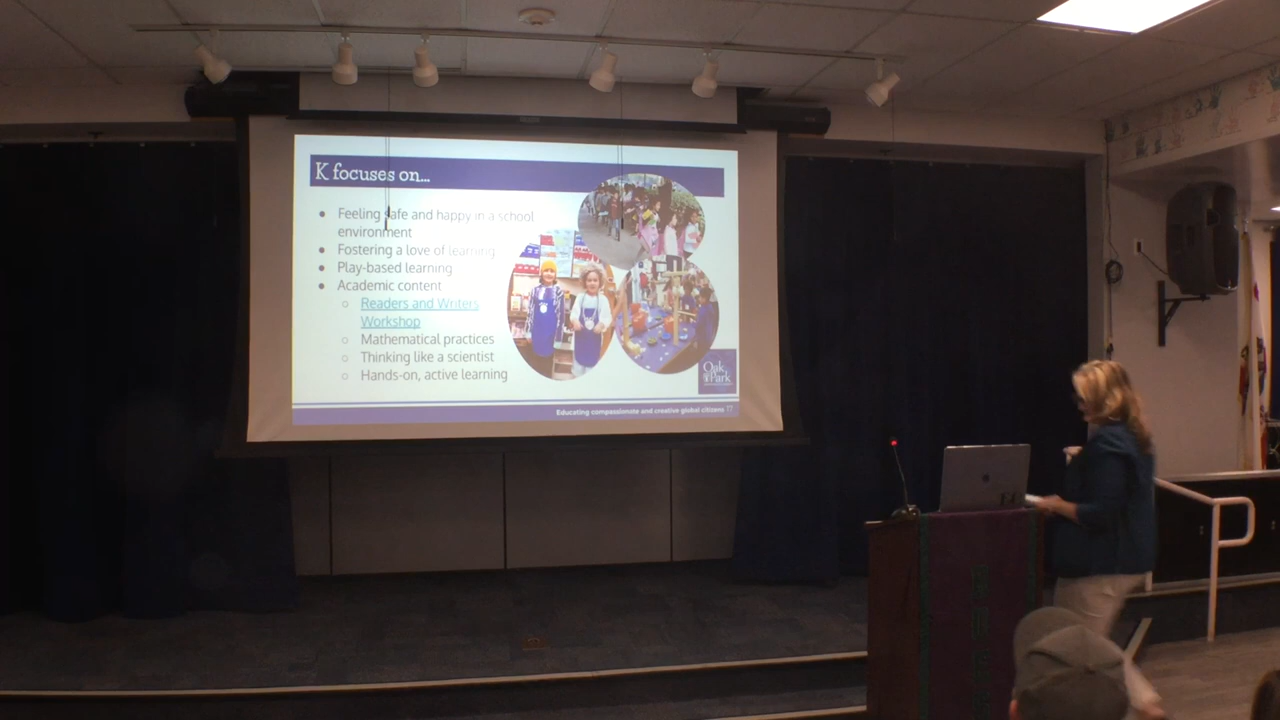 K focuses on...
Feeling safe and happy in a school
environment
Fostering a love of learning
Play-based learning
Academic content
Readers and Writers
Workshop
Mathematical practices
Thinking like a scientist
Hands-on, active learning
Oak
Park
Educating compassionate and creative global citizens 17